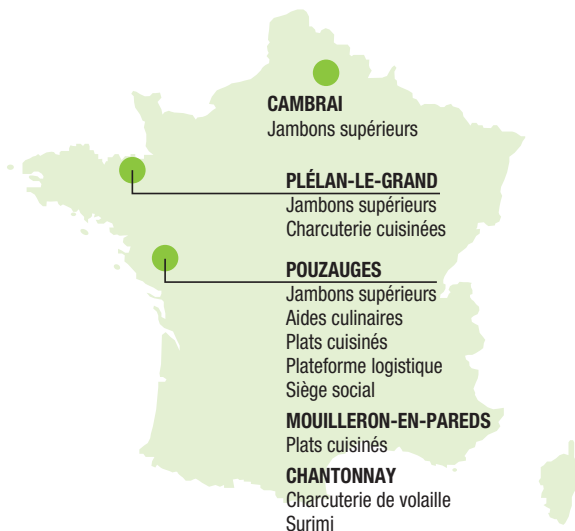 CAMBRAI
Jambons supérieurs
PLÉLAN-LE-GRAND
Jambons supérieurs
Charcuterie cuisinées
POUZAUGES
Jambons supérieurs
Aides culinaires
Plats cuisinés
Plateforme logistique
Siège social
MOUILLERON-EN-PAREDS
Plats cuisinés
CHANTONNAY
Charcuterie de volaille
Surimi